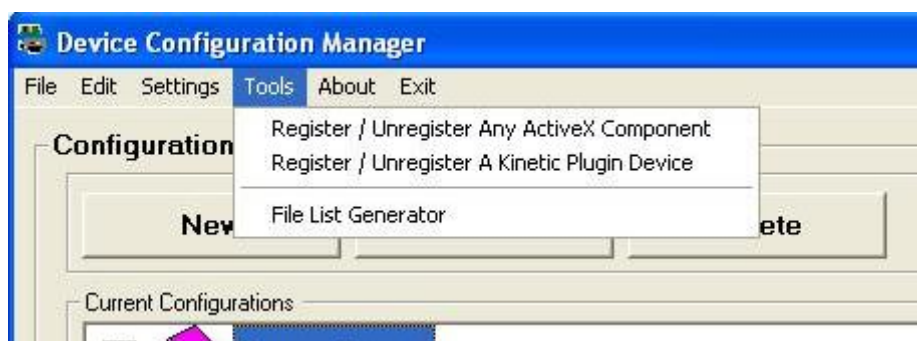 Device Configuration Manager
File Edit Settings Tools About Exit
Register / Unregister Any ActiveX Component
Configuration
Register / Unregister A Kinetic Plugin Device
File List Generator
New
ete
Current Configurations